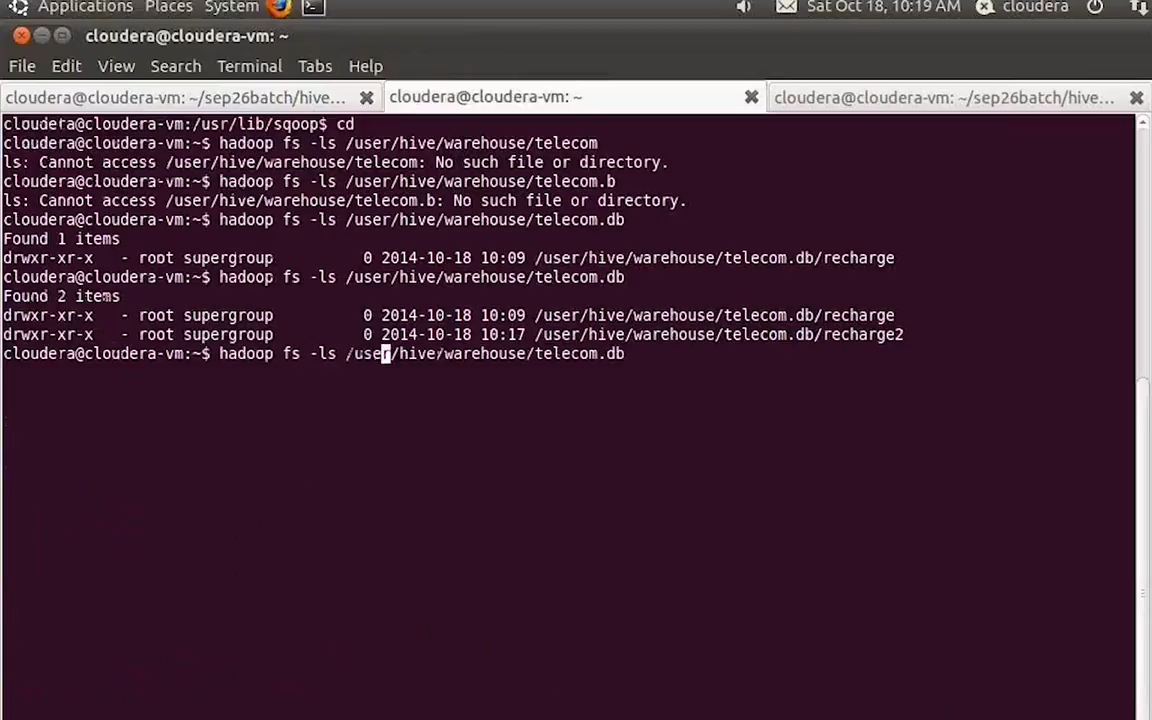 Applications Places System Sat Oct 18, 10:19 AM cloudera
cloudera@cloudera-vm: ~
File Edit View Search Terminal Tabs Help
cloudera@cloudera-vm: ~/sep26batch/hive... cloudera@cloudera-vm: ~ cloudera@cloudera-vm: ~/sep26batch/hive...
cloudera@cloudera-vm:/usr/lib/sqoop$ cd
cloudera@cloudera-vm:~$ hadoop fs -ls /user/hive/warehouse/telecom
ls: Cannot access /user/hive/warehouse/telecom: No such file or directory.
cloudera@cloudera-vm:~$ hadoop fs -ls /user/hive/warehouse/telecom.b
ls: Cannot access /user/hive/warehouse/telecom.b: No such file or directory.
cloudera@cloudera-vm:~$ hadoop fs -ls /user/hive/warehouse/telecom.db
Found 1 items
drwxr-xr-x   - root supergroup          0 2014-10-18 10:09 /user/hive/warehouse/telecom.db/recharge
cloudera@cloudera-vm:~$ hadoop fs -ls /user/hive/warehouse/telecom.db
Found 2 items
drwxr-xr-x   - root supergroup          0 2014-10-18 10:09 /user/hive/warehouse/telecom.db/recharge
drwxr-xr-x   - root supergroup          0 2014-10-18 10:17 /user/hive/warehouse/telecom.db/recharge2
cloudera@cloudera-vm:~$ hadoop fs -ls /user/hive/warehouse/telecom.db